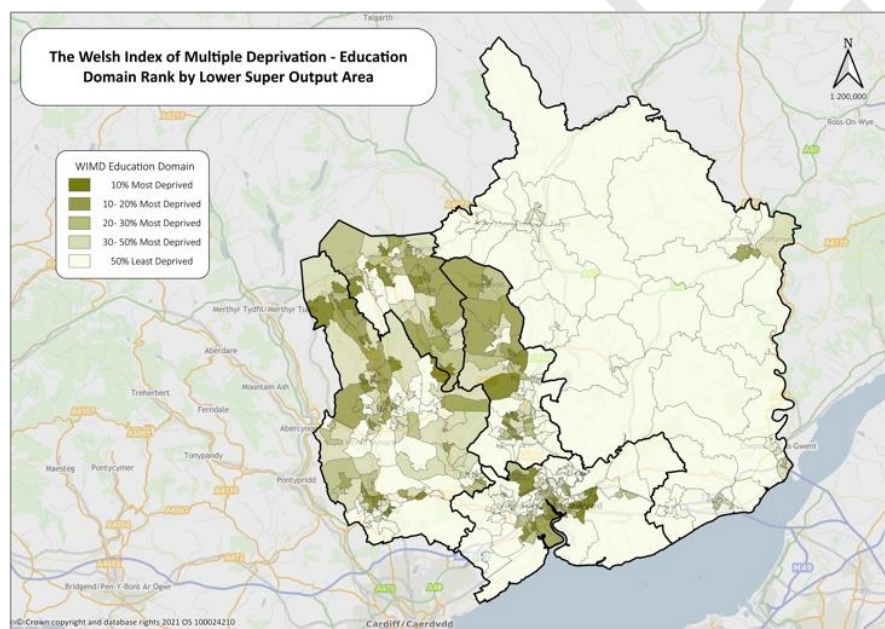 Talgarth
The Welsh Index of Multiple Deprivation - Education
Domain Rank by Lower Super Output Area
N
1:200,000
Ross-On-Wye
WIMD Education Domain
10% Most Deprived
10- 20% Most Deprived
20- 30% Most Deprived
30- 50% Most Deprived
50% Least Deprived
Merthyr Tydfil/Merthyr
Aberdare
Mountain Ash
Treherbert
Ferndale
Maesteg
Pontycymer
Tonypandy
Pontypridd
Bridgend/Pen-Y-Bont Ar Ogwr
M49
Cardiff/Caerdydd
© Crown copyright and database rights 2021 OS 100024210